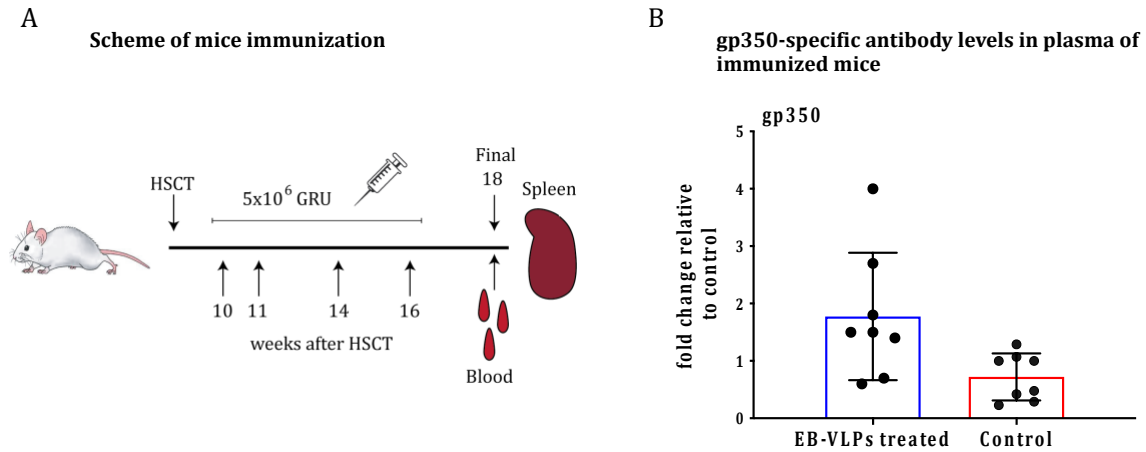 A
Scheme of mice immunization
HSCT
5x10⁶ GRU
Final
18
Spleen
10
11
14
16
weeks after HSCT
Blood
B
gp350-specific antibody levels in plasma of
immunized mice
gp350
fold change relative
to control
5
4
3
2
1
0
EB-VLPs treated
Control